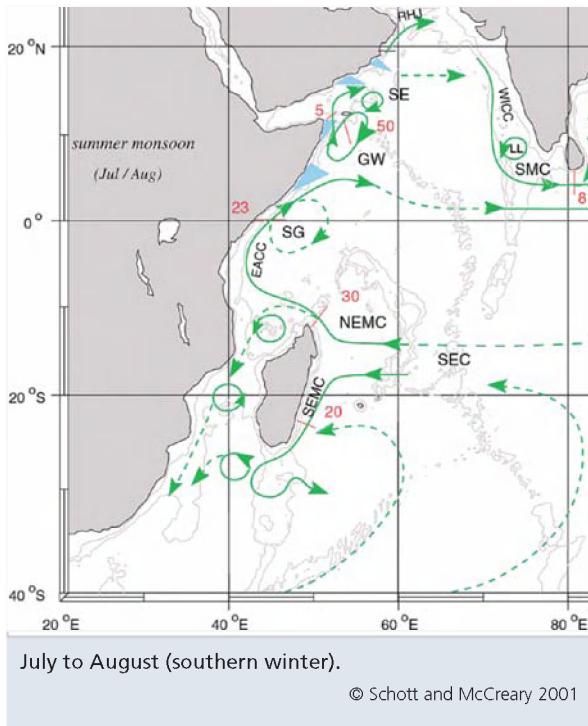 RHJ
20 °N
SE
WICC
5
50
summer monsoon
(Jul / Aug)
GW
LL
SMC
8
23
0 °
SG
EACC
30
NEMC
SEC
20 °S
SEMC
20
40 °S
20 °E
40 °E
60 °E
80 °E
July to August (southern winter).
© Schott and McCreary 2001